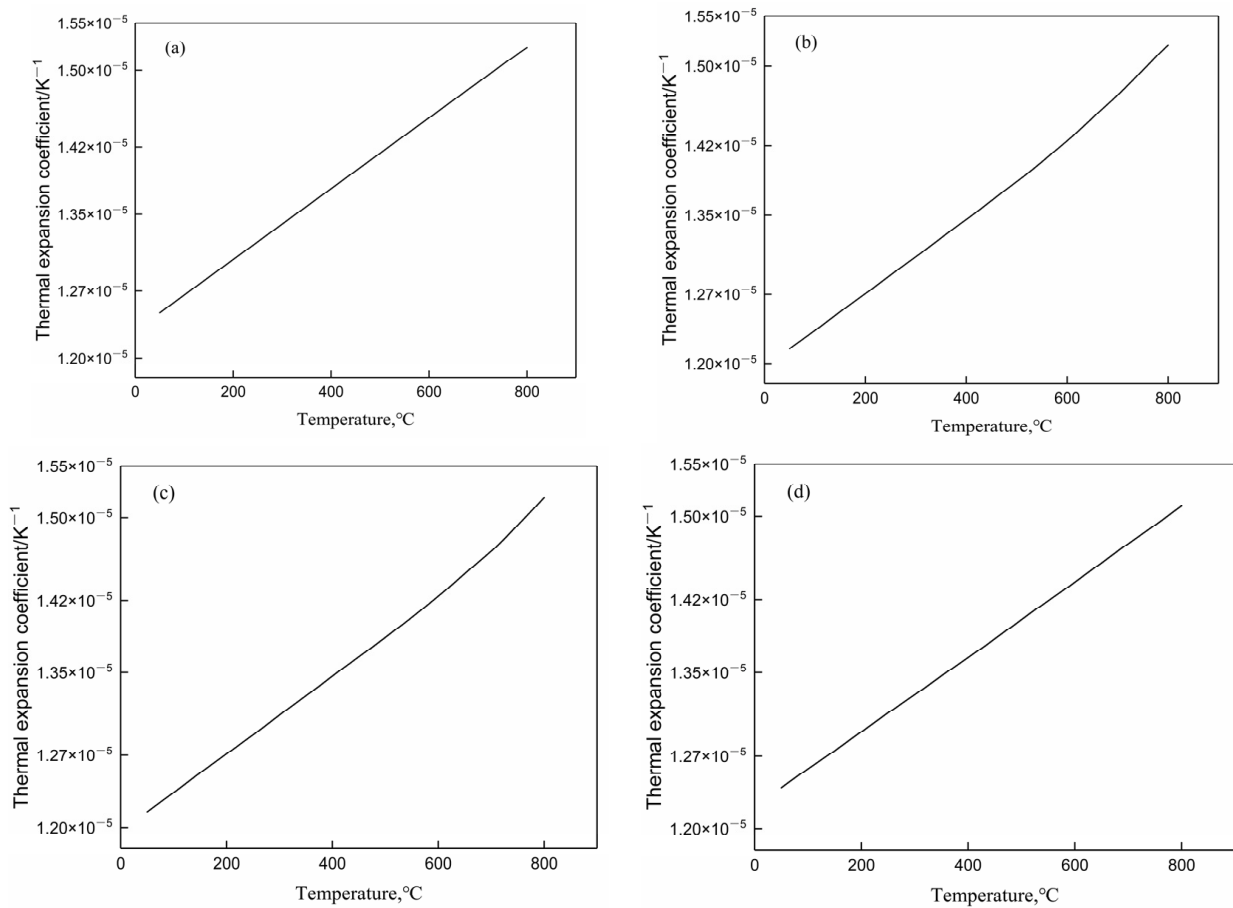 (a)
Thermal expansion coefficient/K⁻¹
1.55×10⁻⁵
1.50×10⁻⁵
1.42×10⁻⁵
1.35×10⁻⁵
1.27×10⁻⁵
1.20×10⁻⁵
0 200 400 600 800
Temperature,°C
(b)
Thermal expansion coefficient/K⁻¹
1.55×10⁻⁵
1.50×10⁻⁵
1.42×10⁻⁵
1.35×10⁻⁵
1.27×10⁻⁵
1.20×10⁻⁵
0 200 400 600 800
Temperature,°C
(c)
Thermal expansion coefficient/K⁻¹
1.55×10⁻⁵
1.50×10⁻⁵
1.42×10⁻⁵
1.35×10⁻⁵
1.27×10⁻⁵
1.20×10⁻⁵
0 200 400 600 800
Temperature,°C
(d)
Thermal expansion coefficient/K⁻¹
1.55×10⁻⁵
1.50×10⁻⁵
1.42×10⁻⁵
1.35×10⁻⁵
1.27×10⁻⁵
1.20×10⁻⁵
0 200 400 600 800
Temperature,°C